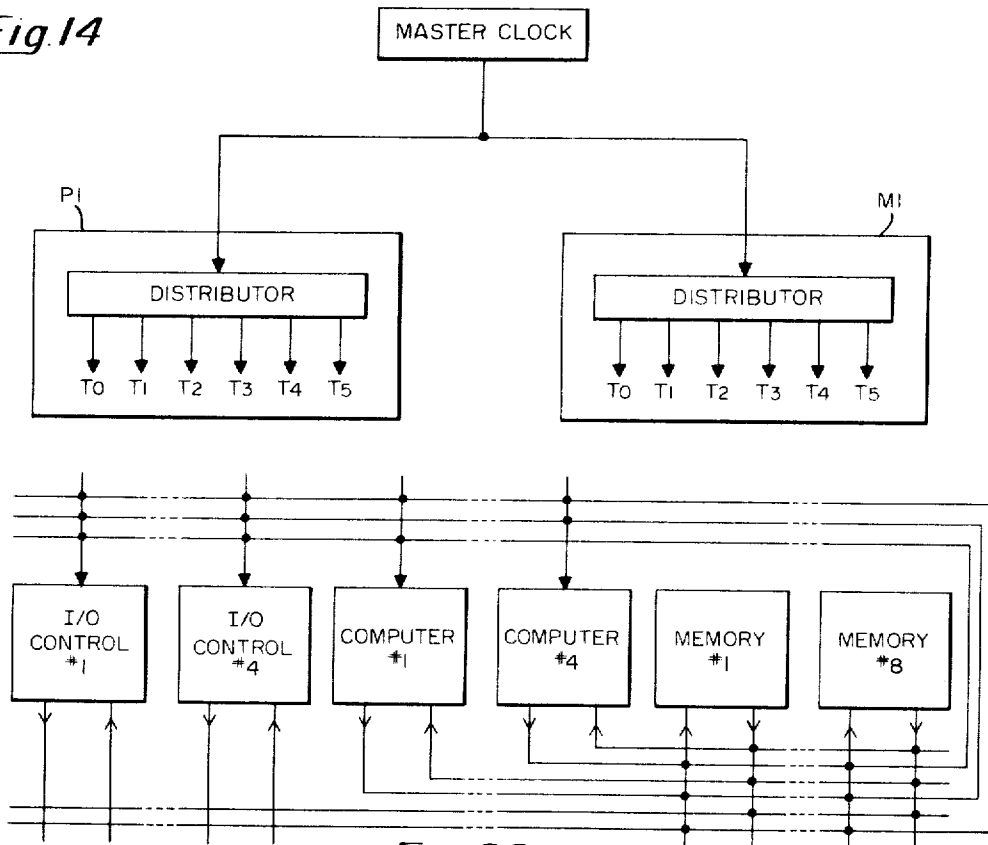 Fig. 14
MASTER CLOCK
P1
M1
DISTRIBUTOR
DISTRIBUTOR
T0 T1 T2 T3 T4 T5
T0 T1 T2 T3 T4 T5
I/O
CONTROL
#1
I/O
CONTROL
#4
COMPUTER
#1
COMPUTER
#4
MEMORY
#1
MEMORY
#8